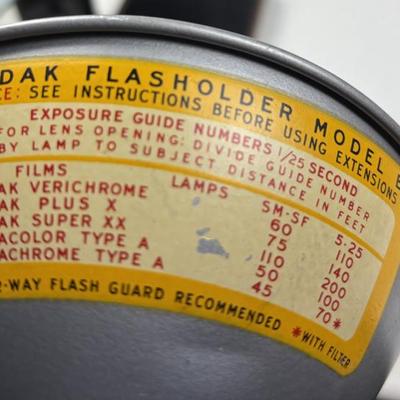 DAK FLASHOLDER MODEL B
CE: SEE INSTRUCTIONS BEFORE USING EXTENSIONS
EXPOSURE GUIDE NUMBERS 1/25 SECOND
FOR LENS OPENING: DIVIDE GUIDE NUMBER
BY LAMP TO SUBJECT DISTANCE IN FEET
FILMS LAMPS SM-SF 5-25
AK VERICHROME 60 110
AK PLUS X 75 140
AK SUPER XX 110 200
ACOLOR TYPE A 50 100
ACHROME TYPE A 45 70*
-WAY FLASH GUARD RECOMMENDED *WITH FILTER